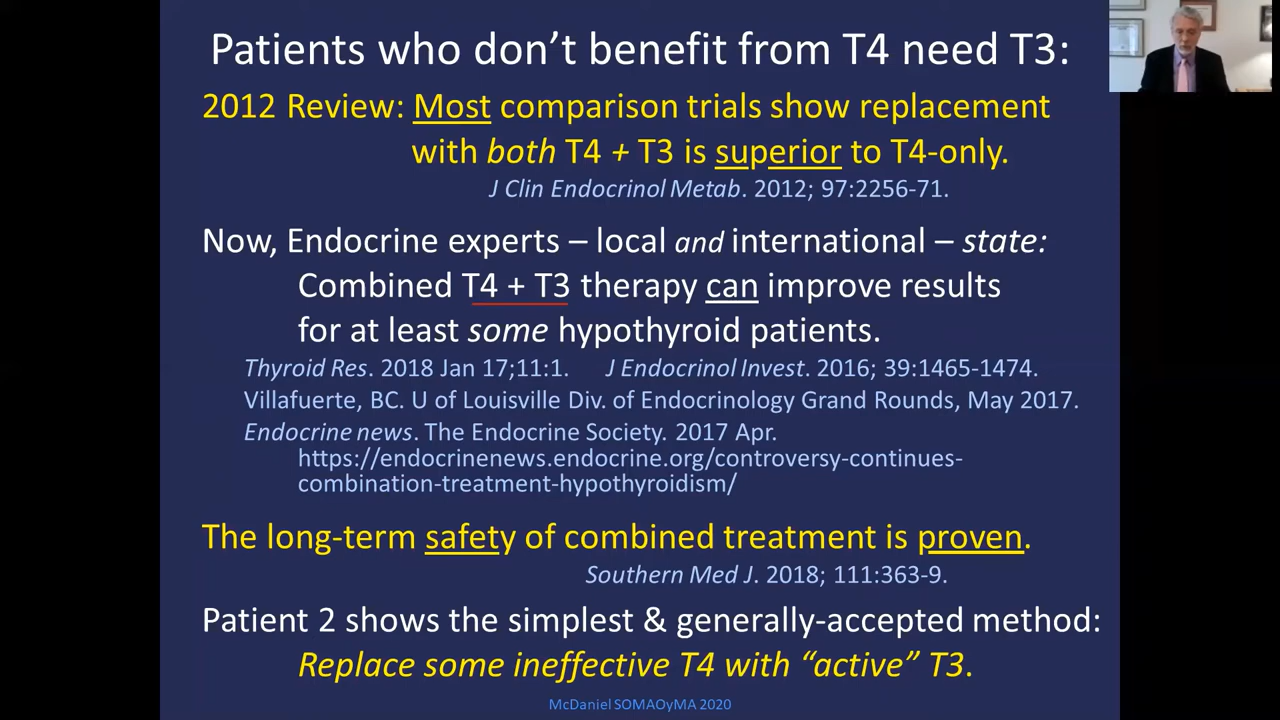 Patients who don’t benefit from T4 need T3:
2012 Review: Most comparison trials show replacement
with both T4 + T3 is superior to T4-only.
J Clin Endocrinol Metab. 2012; 97:2256-71.
Now, Endocrine experts – local and international – state:
Combined T4 + T3 therapy can improve results
for at least some hypothyroid patients.
Thyroid Res. 2018 Jan 17;11:1. J Endocrinol Invest. 2016; 39:1465-1474.
Villafuerte, BC. U of Louisville Div. of Endocrinology Grand Rounds, May 2017.
Endocrine news. The Endocrine Society. 2017 Apr.
https://endocrinenews.endocrine.org/controversy-continues-
combination-treatment-hypothyroidism/
The long-term safety of combined treatment is proven.
Southern Med J. 2018; 111:363-9.
Patient 2 shows the simplest & generally-accepted method:
Replace some ineffective T4 with “active” T3.
McDaniel SOMAOyMA 2020